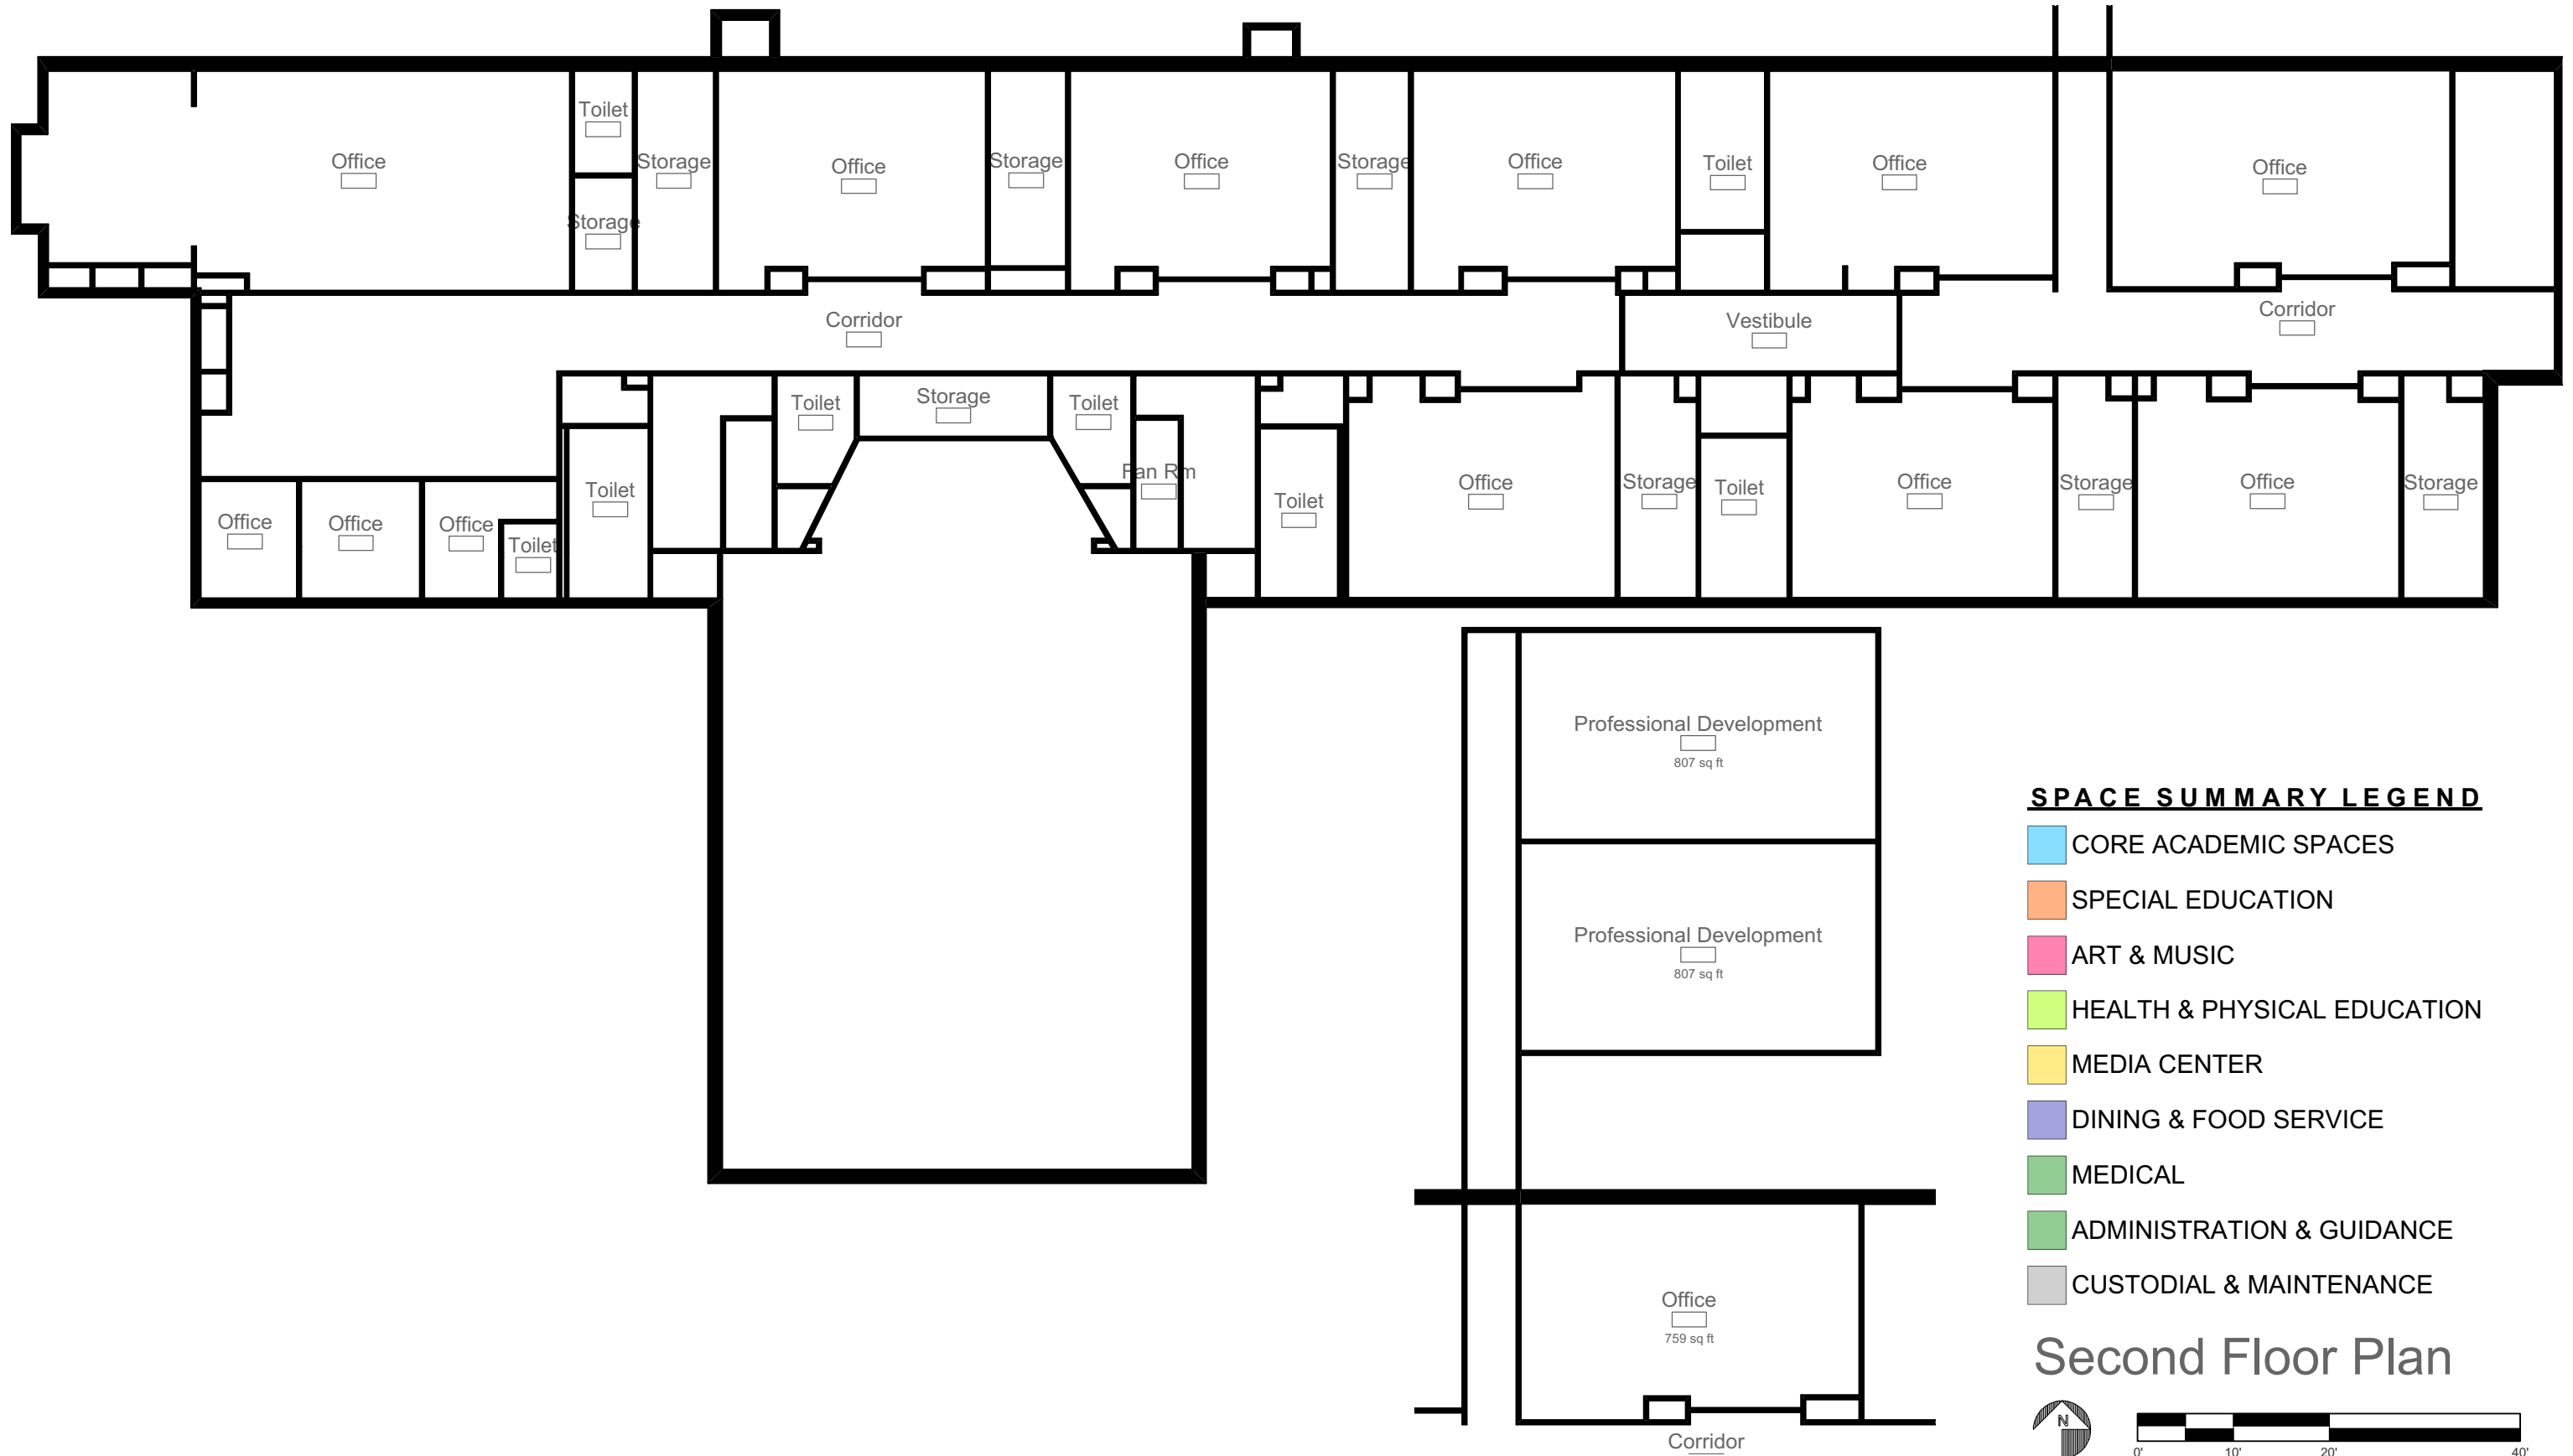 Toilet
Office
Storage
Office
Storage
Office
Storage
Office
Toilet
Office
Office
Storage
Corridor
Vestibule
Corridor
Toilet
Storage
Toilet
Fan Rm
Toilet
Toilet
Office
Office
Office
Toilet
Office
Storage
Toilet
Office
Storage
Office
Storage
Professional Development
807 sq ft
Professional Development
807 sq ft
Office
759 sq ft
Corridor
SPACE SUMMARY LEGEND
CORE ACADEMIC SPACES
SPECIAL EDUCATION
ART & MUSIC
HEALTH & PHYSICAL EDUCATION
MEDIA CENTER
DINING & FOOD SERVICE
MEDICAL
ADMINISTRATION & GUIDANCE
CUSTODIAL & MAINTENANCE
Second Floor Plan
N
0' 10' 20' 40'